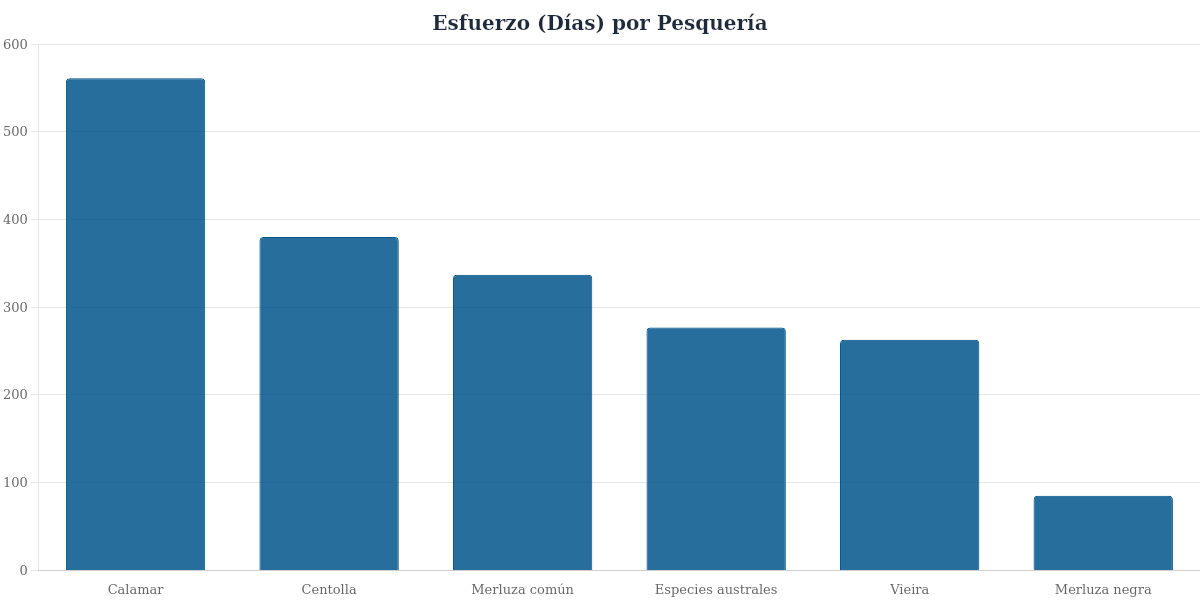 Esfuerzo (Días) por Pesquería
600
500
400
300
200
100
0
Calamar
Centolla
Merluza común
Especies australes
Vieira
Merluza negra